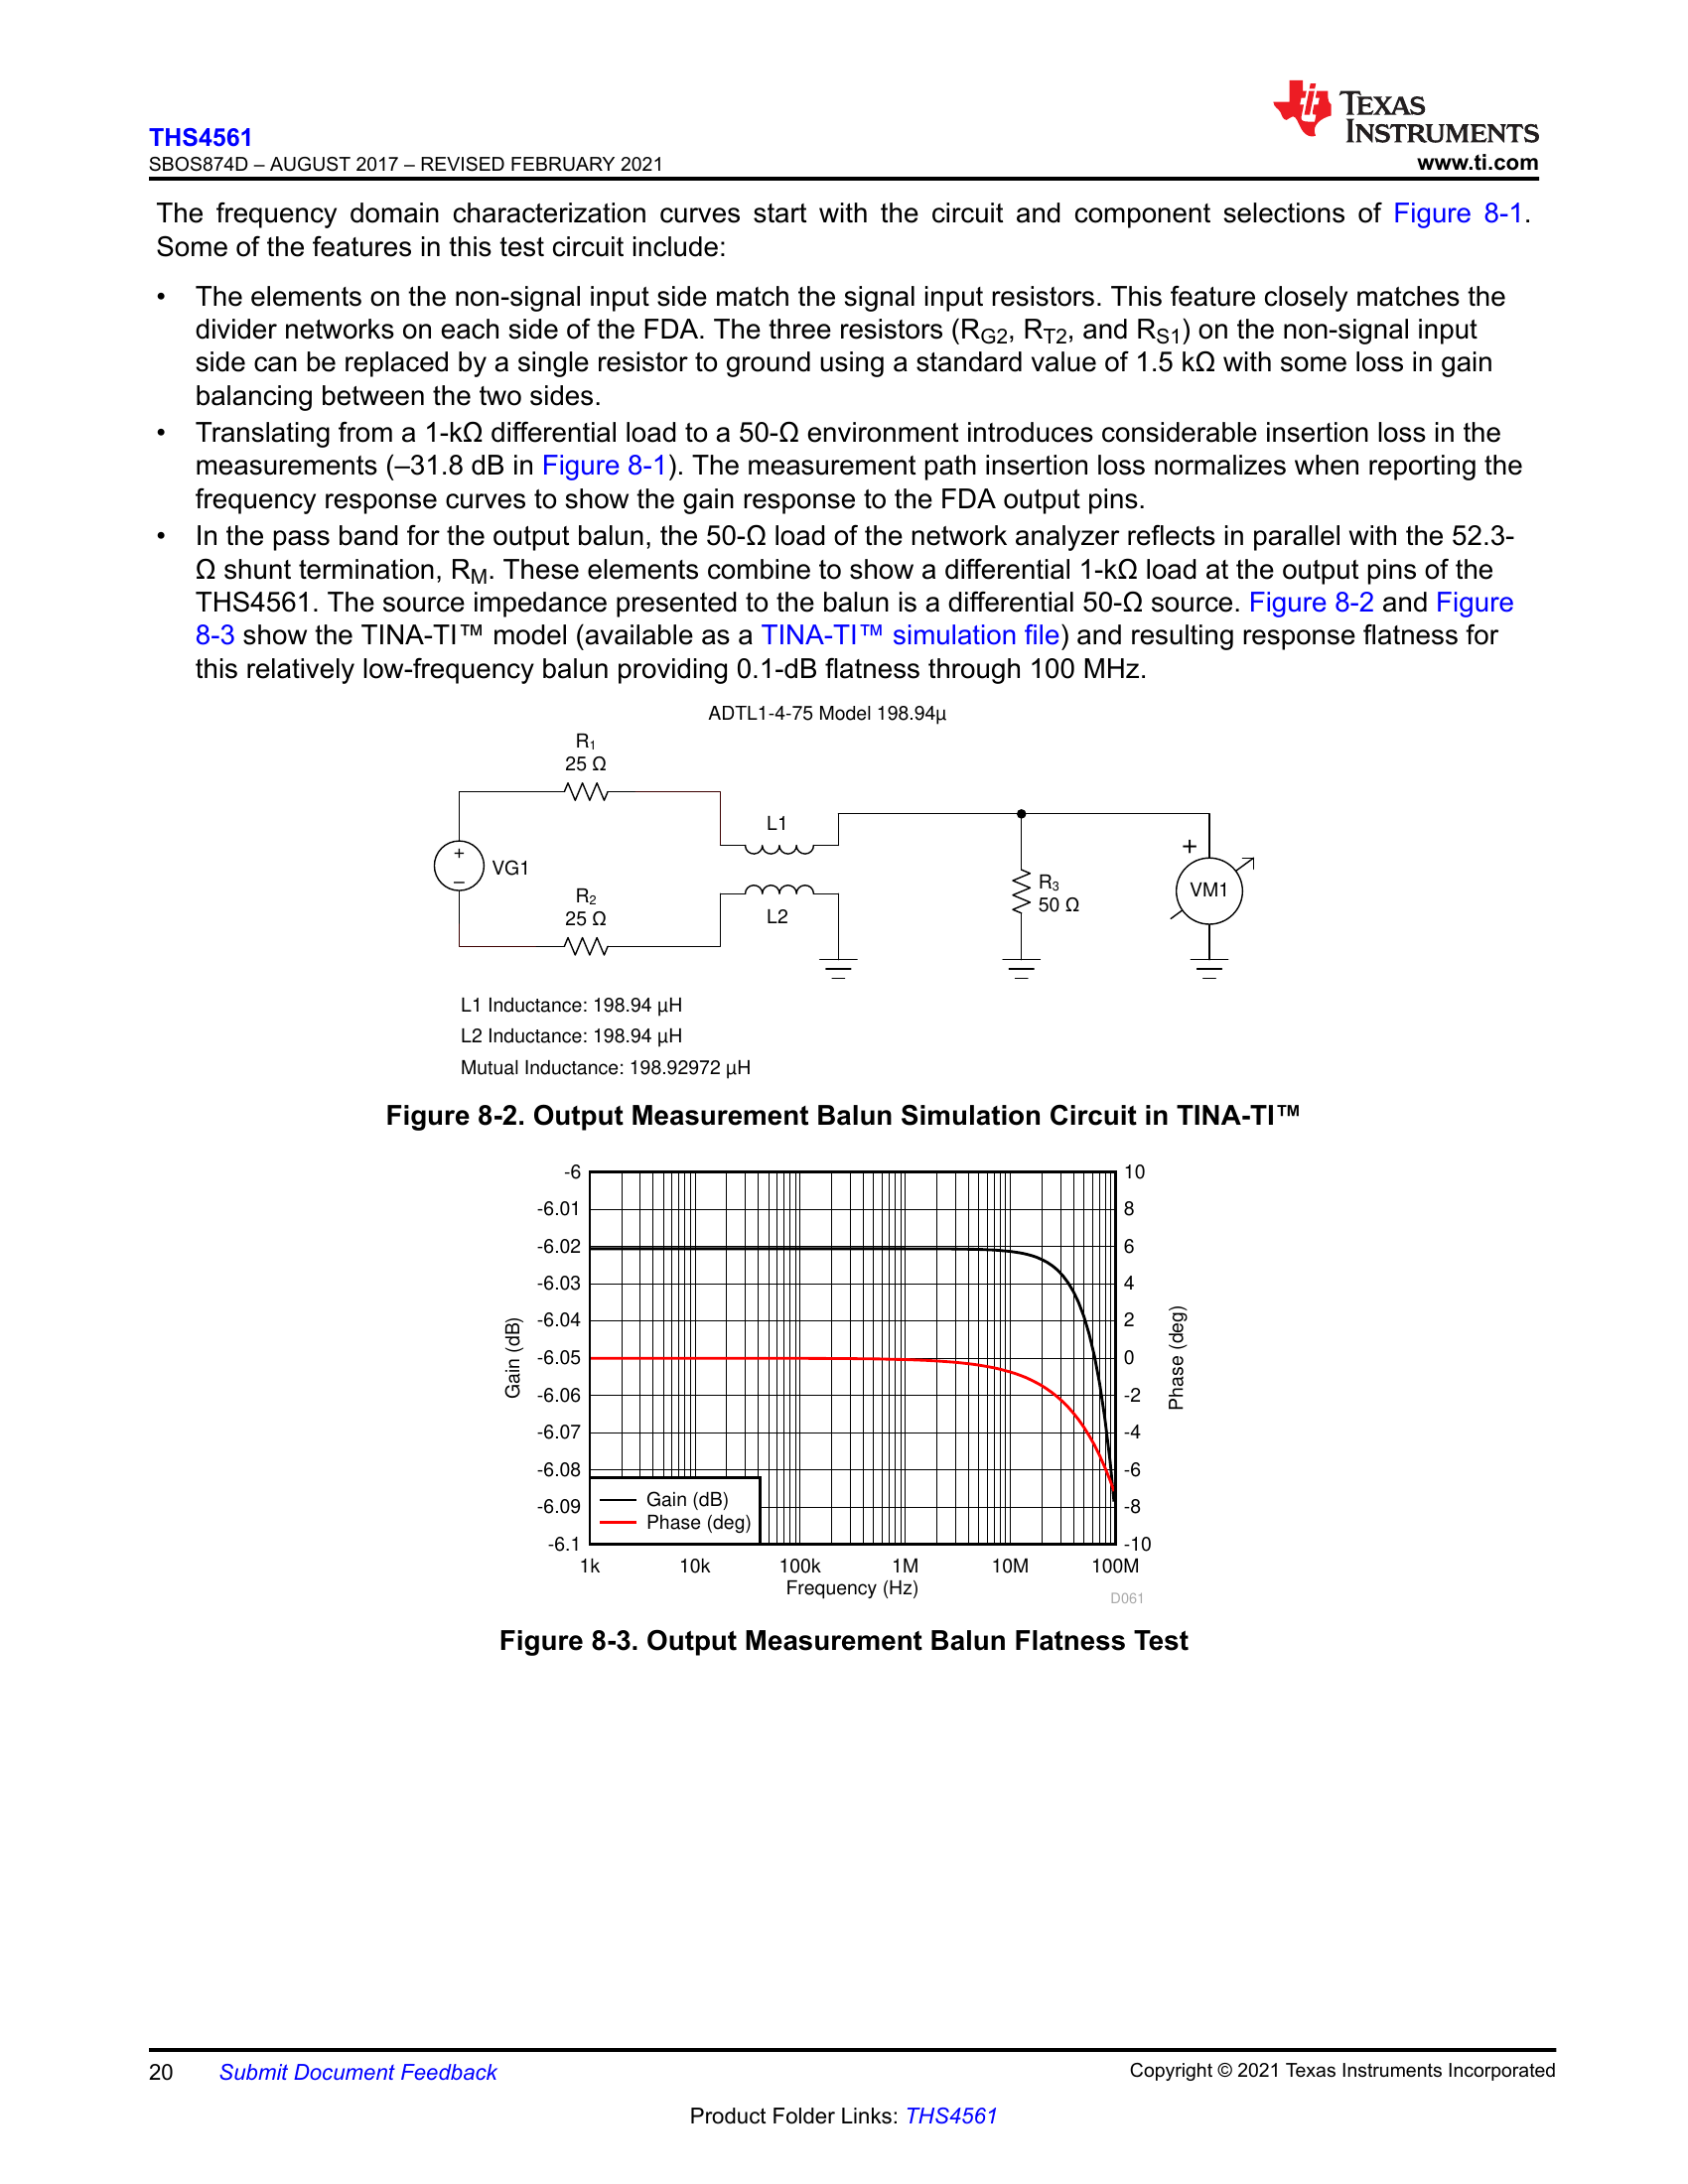 TEXAS
INSTRUMENTS
www.ti.com
THS4561
SBOS874D – AUGUST 2017 – REVISED FEBRUARY 2021
The frequency domain characterization curves start with the circuit and component selections of Figure 8-1.
Some of the features in this test circuit include:
• The elements on the non-signal input side match the signal input resistors. This feature closely matches the
divider networks on each side of the FDA. The three resistors (RG2, RT2, and RS1) on the non-signal input
side can be replaced by a single resistor to ground using a standard value of 1.5 kΩ with some loss in gain
balancing between the two sides.
• Translating from a 1-kΩ differential load to a 50-Ω environment introduces considerable insertion loss in the
measurements (–31.8 dB in Figure 8-1). The measurement path insertion loss normalizes when reporting the
frequency response curves to show the gain response to the FDA output pins.
• In the pass band for the output balun, the 50-Ω load of the network analyzer reflects in parallel with the 52.3-
Ω shunt termination, RM. These elements combine to show a differential 1-kΩ load at the output pins of the
THS4561. The source impedance presented to the balun is a differential 50-Ω source. Figure 8-2 and Figure
8-3 show the TINA-TI™ model (available as a TINA-TI™ simulation file) and resulting response flatness for
this relatively low-frequency balun providing 0.1-dB flatness through 100 MHz.
ADTL1-4-75 Model 198.94µ
R1
25 Ω
L1
+
–
VG1
R2
25 Ω
L2
R3
50 Ω
+
VM1
L1 Inductance: 198.94 µH
L2 Inductance: 198.94 µH
Mutual Inductance: 198.92972 µH
Figure 8-2. Output Measurement Balun Simulation Circuit in TINA-TI™
-6
-6.01
-6.02
-6.03
-6.04
-6.05
-6.06
-6.07
-6.08
-6.09
-6.1
Gain (dB)
10
8
6
4
2
0
-2
-4
-6
-8
-10
Phase (deg)
Gain (dB)
Phase (deg)
1k 10k 100k 1M 10M 100M
Frequency (Hz)
D061
Figure 8-3. Output Measurement Balun Flatness Test
20 Submit Document Feedback
Copyright © 2021 Texas Instruments Incorporated
Product Folder Links: THS4561